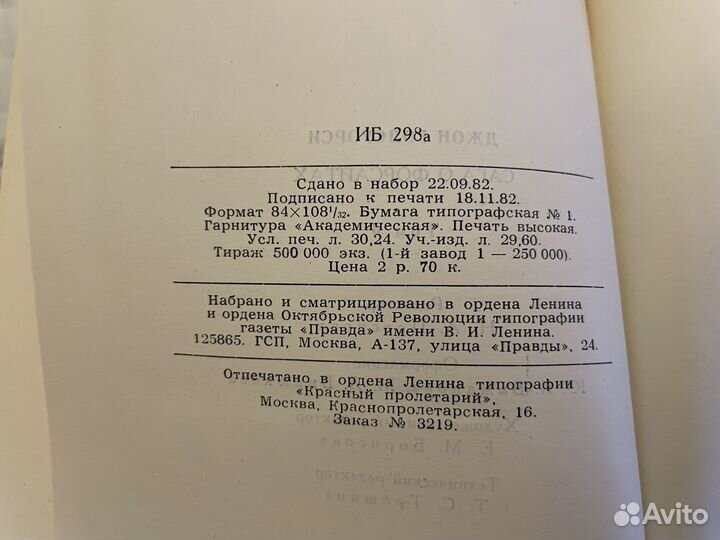 ИБ 298а
Сдано в набор 22.09.82.
Подписано к печати 18.11.82.
Формат 84×108¹/₃₂. Бумага типографская № 1.
Гарнитура «Академическая». Печать высокая.
Усл. печ. л. 30,24. Уч.-изд. л. 29,60.
Тираж 500 000 экз. (1-й завод 1 — 250 000).
Цена 2 р. 70 к.
Набрано и сматрицировано в ордена Ленина
и ордена Октябрьской Революции типографии
газеты «Правда» имени В. И. Ленина.
125865. ГСП, Москва, А-137, улица «Правды», 24.
Отпечатано в ордена Ленина типографии
«Красный пролетарий»,
Москва, Краснопролетарская, 16.
Заказ № 3219.
Е. М. Борисова
Технический редактор
Т. С. Трошина
Avito